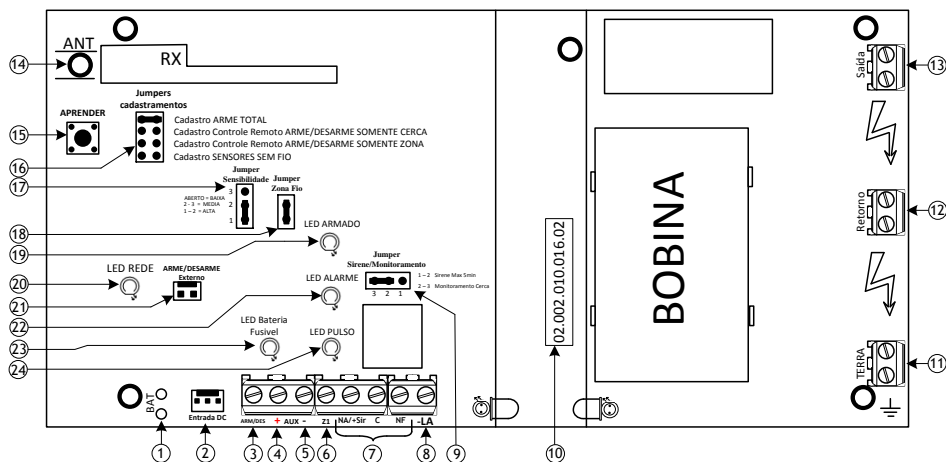 ANT
RX
Jumpers
cadastramentos
APRENDER
Cadastro ARME TOTAL
Cadastro Controle Remoto ARME/DESARME SOMENTE CERCA
Cadastro Controle Remoto ARME/DESARME SOMENTE ZONA
Cadastro SENSORES SEM FIO
Jumper
Sensibilidade
ABERTO = BAIXA
2 - 3 = MEDIA
1 – 2 = ALTA
3
2
1
Jumper
Zona Fio
LED ARMADO
LED REDE
ARME/DESARME
Externo
LED ALARME
Jumper
Sirene/Monitoramento
1 – 2 Sirene Max 5min
2 – 3 Monitoramento Cerca
3 2 1
LED Bateria
Fusivel
LED PULSO
BAT
Entrada DC
ARM/DES
+ AUX -
Z1
NA/+Sir
C
NF
-LA
02.002.010.016.02
BOBINA
Saída
Retorno
TERRA
14
15
16
17
18
19
20
21
22
23
24
1
2
3
4
5
6
7
8
9
10
11
12
13